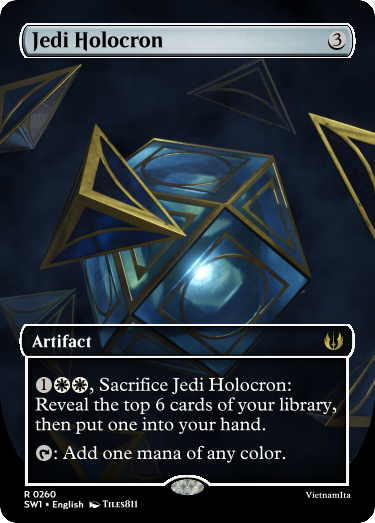 Jedi Holocron 3
Artifact
1, Sacrifice Jedi Holocron:
Reveal the top 6 cards of your library,
then put one into your hand.
: Add one mana of any color.
R 0260
SW1 • English Tiles811
VietnamIta